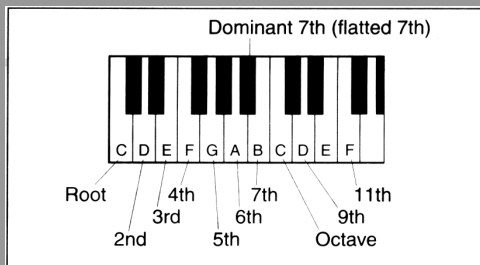 Dominant 7th (flatted 7th)
C D E F G A B C D E F
Root 4th 7th 11th
3rd 6th 9th
2nd 5th Octave